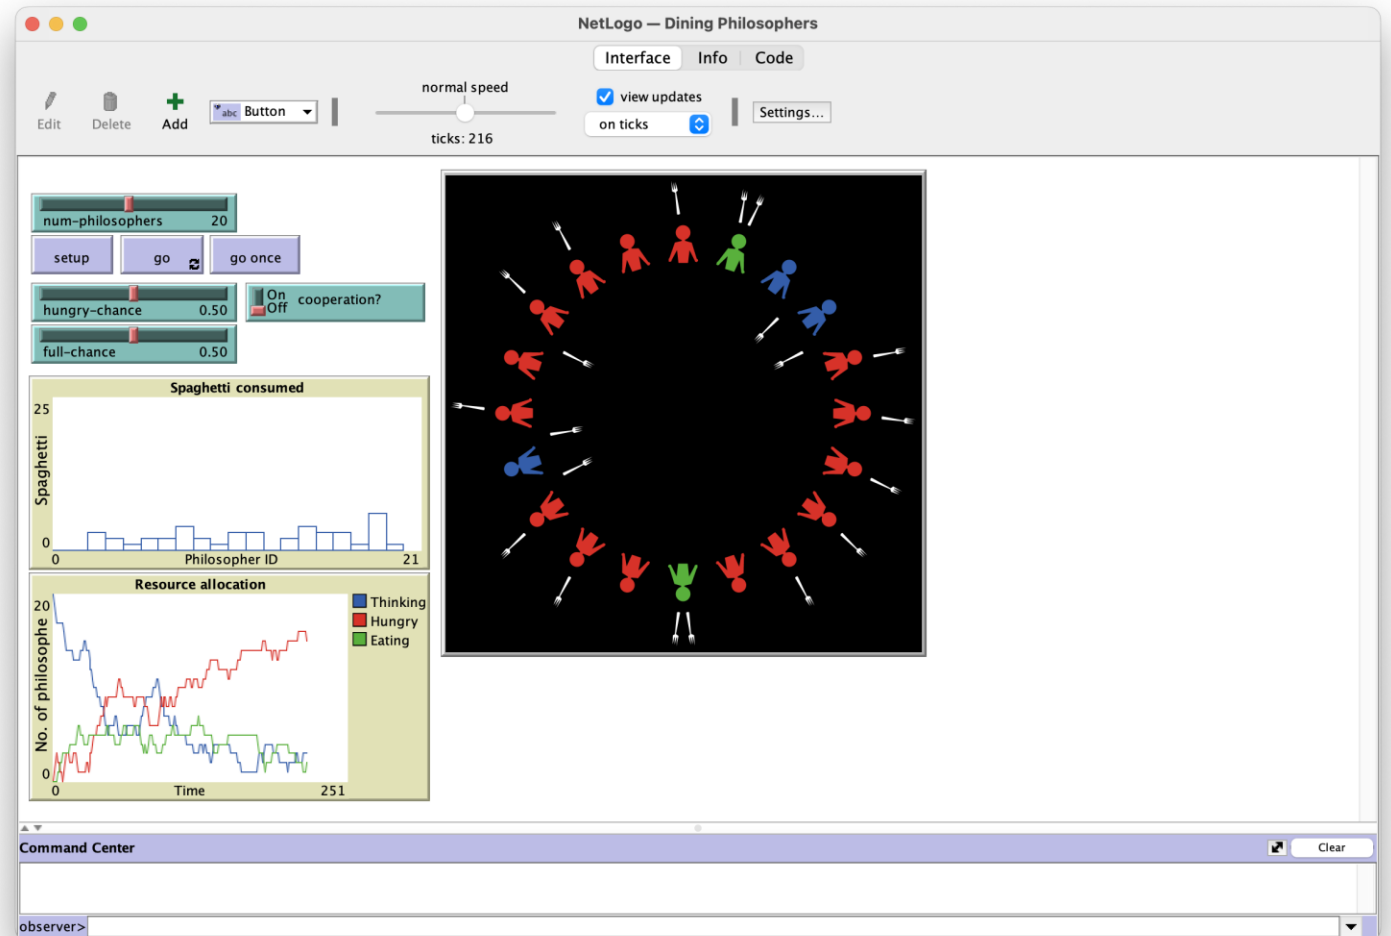 NetLogo — Dining Philosophers
Interface Info Code
Edit Delete Add abc Button normal speed ticks: 216 view updates on ticks Settings...
num-philosophers 20
setup go go once
hungry-chance 0.50
On Off cooperation?
full-chance 0.50
Spaghetti consumed
25
Spaghetti
0
0 Philosopher ID 21
Resource allocation
20
No. of philosophe
0
0 Time 251
Thinking
Hungry
Eating
Command Center Clear
observer>